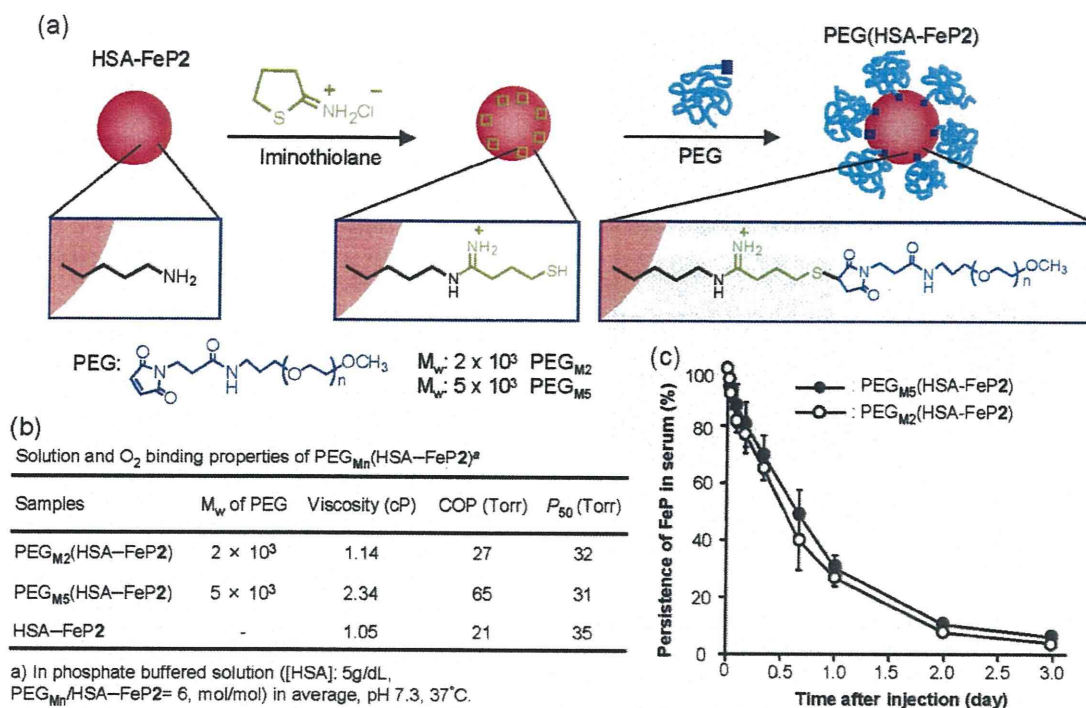 (a)
HSA-FeP2
PEG(HSA-FeP2)
+ −
S NH2Cl
Iminothiolane
PEG
NH2
+
NH2
N
H
SH
+
NH2
N
H
S
O
N
O
O
N
H
O
n
OCH3
PEG:
O
N
O
O
N
H
O
n
OCH3
Mw: 2 x 10³ PEGM2
Mw: 5 x 10³ PEGM5
(b)
Solution and O2 binding properties of PEGMn(HSA–FeP2)ᵃ
Samples Mw of PEG Viscosity (cP) COP (Torr) P50 (Torr)
PEGM2(HSA–FeP2) 2 × 10³ 1.14 27 32
PEGM5(HSA–FeP2) 5 × 10³ 2.34 65 31
HSA–FeP2 - 1.05 21 35
a) In phosphate buffered solution ([HSA]: 5g/dL,
PEGMn/HSA–FeP2= 6, mol/mol) in average, pH 7.3, 37°C.
(c)
Persistence of FeP in serum (%)
100
80
60
40
20
0
: PEGM5(HSA-FeP2)
: PEGM2(HSA-FeP2)
0 0.5 1.0 1.5 2.0 2.5 3.0
Time after injection (day)